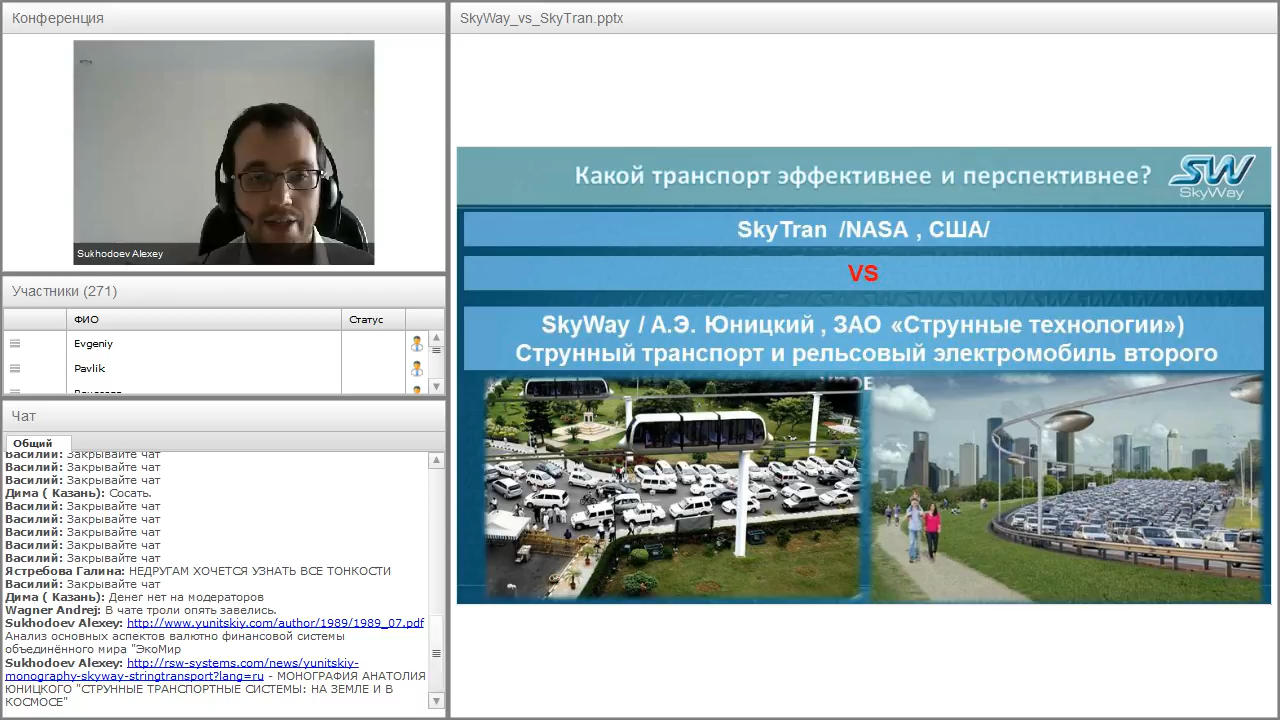 Конференция
Sukhodoev Alexey
Участники (271)
ФИО
Статус
Evgeniy
Pavlik
Чат
Общий
Василий: Закрывайте чат
Василий: Закрывайте чат
Василий: Закрывайте чат
Дима ( Казань): Сосать.
Василий: Закрывайте чат
Василий: Закрывайте чат
Василий: Закрывайте чат
Василий: Закрывайте чат
Василий: Закрывайте чат
Ястребова Галина: НЕДРУГАМ ХОЧЕТСЯ УЗНАТЬ ВСЕ ТОНКОСТИ
Василий: Закрывайте чат
Дима ( Казань): Денег нет на модераторов
Wagner Andrej: В чате троли опять завелись.
Sukhodoev Alexey: http://www.yunitskiy.com/author/1989/1989_07.pdf
Анализ основных аспектов валютно финансовой системы
объединённого мира "ЭкоМир
Sukhodoev Alexey: http://rsw-systems.com/news/yunitskiy-
monography-skyway-stringtransport?lang=ru - МОНОГРАФИЯ АНАТОЛИЯ
ЮНИЦКОГО "СТРУННЫЕ ТРАНСПОРТНЫЕ СИСТЕМЫ: НА ЗЕМЛЕ И В
КОСМОСЕ"
SkyWay_vs_SkyTran.pptx
Какой транспорт эффективнее и перспективнее?
SW
SkyWay
SkyTran /NASA , США/
VS
SkyWay / А.Э. Юницкий , ЗАО «Струнные технологии»)
Струнный транспорт и рельсовый электромобиль второго